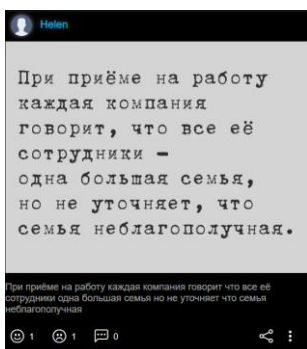 Helen
При приёме на работу
каждая компания
говорит, что все её
сотрудники –
одна большая семья,
но не уточняет, что
семья неблагополучная.
При приёме на работу каждая компания говорит что все её
сотрудники одна большая семья но не уточняет что семья
неблагополучная
1 1 0